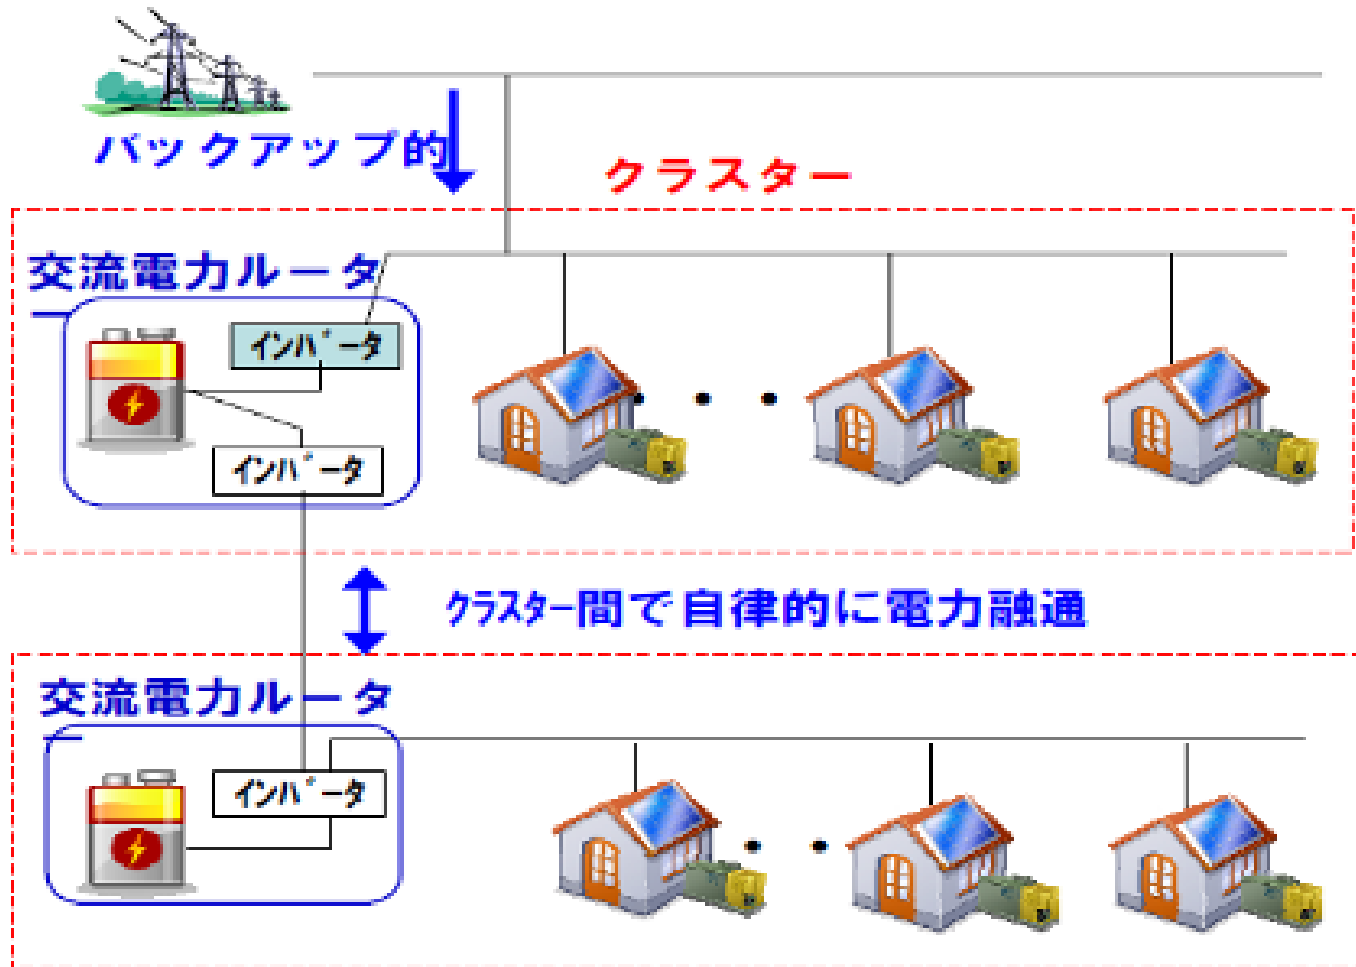 バックアップ的
クラスター
交流電力ルータ
インバータ
インバータ
クラスター間で自律的に電力融通
交流電力ルータ
インバータ